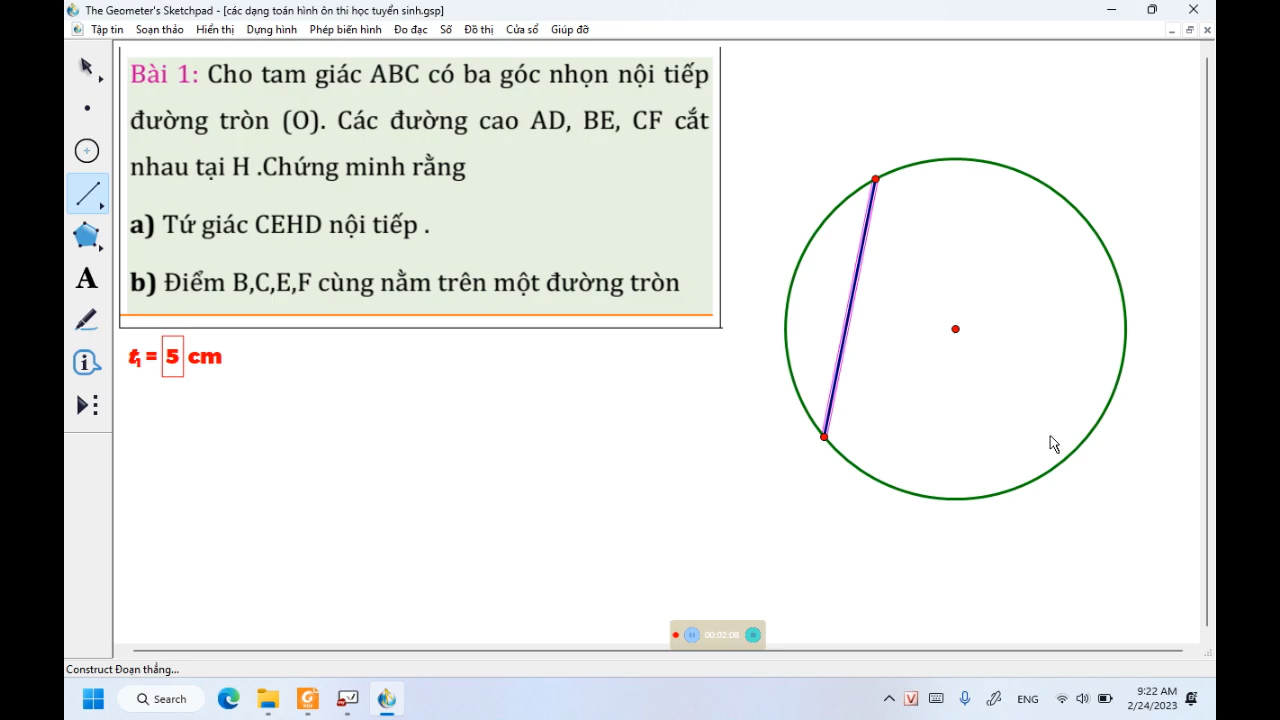 The Geometer's Sketchpad - [các dạng toán hình ôn thi học tuyển sinh.gsp]
Tập tin Soạn thảo Hiển thị Dựng hình Phép biến hình Đo đạc Số Đồ thị Cửa sổ Giúp đỡ
Bài 1: Cho tam giác ABC có ba góc nhọn nội tiếp
đường tròn (O). Các đường cao AD, BE, CF cắt
nhau tại H .Chứng minh rằng
a) Tứ giác CEHD nội tiếp .
b) Điểm B,C,E,F cùng nằm trên một đường tròn
t₁ = 5 cm
A
00:02:08
Construct Đoạn thẳng...
Search
ENG
9:22 AM
2/24/2023